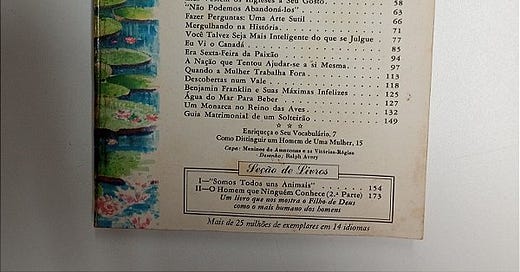 os Ingleses a Seu Gosto 58
"Não Podemos Abandoná-los" 63
Fazer Perguntas: Uma Arte Sutil 66
Mergulhando na História 71
Você Talvez Seja Mais Inteligente do que se Julgue 77
Eu Vi o Canadá 85
Era Sexta-Feira da Paixão 94
A Nação que Tentou Ajudar-se a si Mesma 97
Quando a Mulher Trabalha Fora 113
Descobertas num Vale 118
Benjamin Franklin e Suas Máximas Infelizes 125
Água do Mar Para Beber 127
Um Monarca no Reino das Aves 132
Guia Matrimonial de um Solteirão 149
Enriqueça o Seu Vocabulário, 7
Como Distinguir um Homem de Uma Mulher, 15
Capa: Meninos do Amazonas e as Vitórias-Régias
Desenho: Ralph Avery
Seção de Livros
I—"Somos Todos uns Animais" 154
II—O Homem que Ninguém Conhece (2.ª Parte) 173
Um livro que nos mostra o Filho de Deus
como o mais humano dos homens
Mais de 25 milhões de exemplares em 14 idiomas